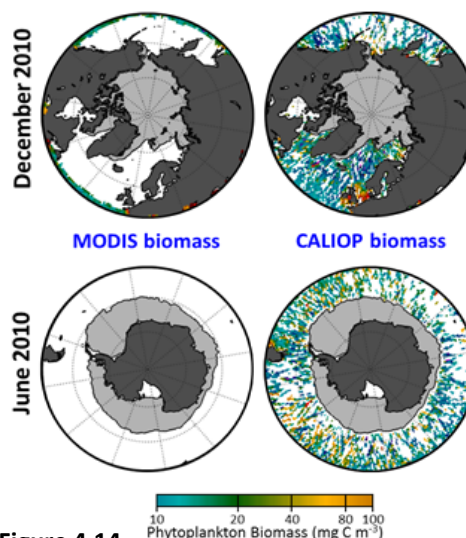 December 2010
MODIS biomass
CALIOP biomass
June 2010
10 20 40 80 100
Phytoplankton Biomass (mg C m⁻³)
Figure 4.14